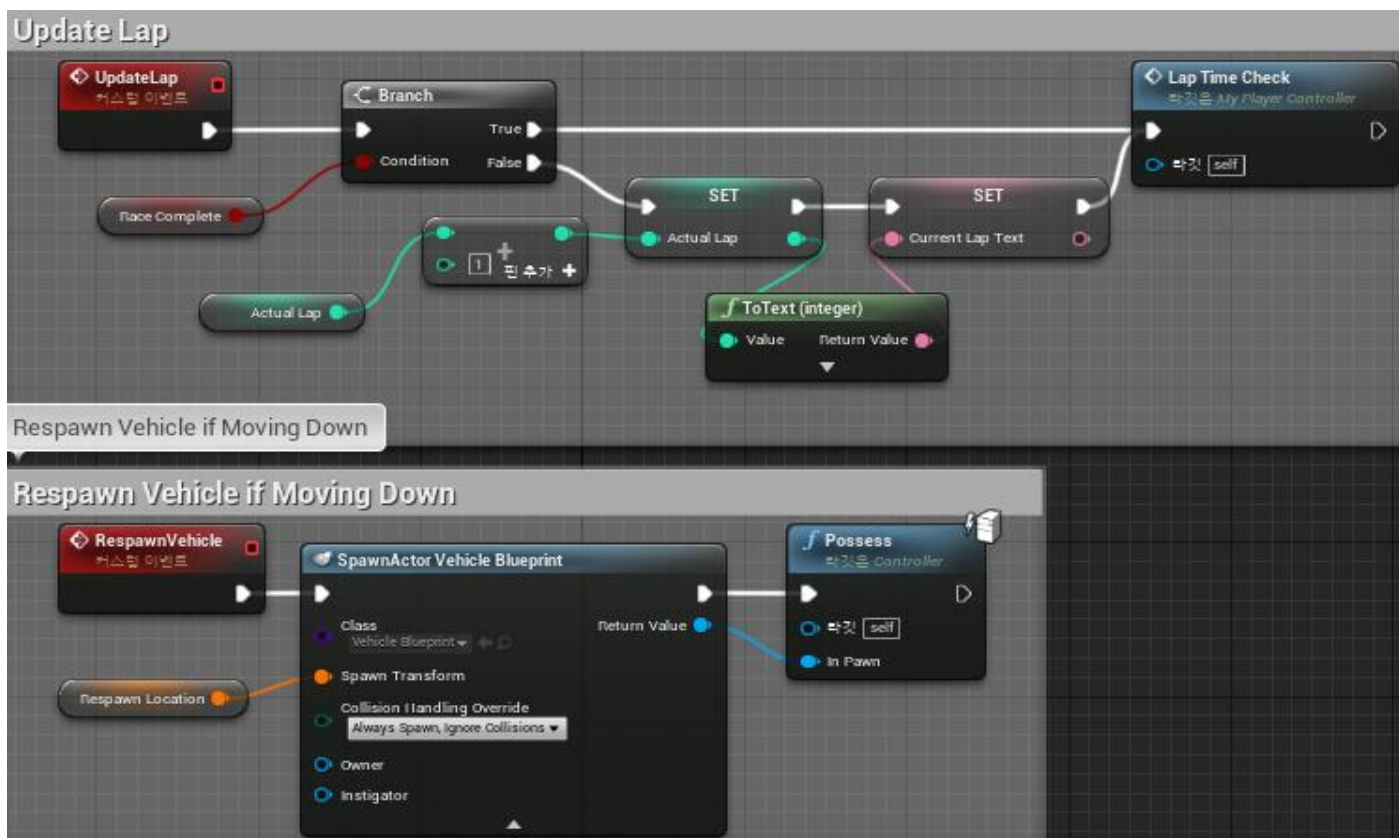 Update Lap
UpdateLap
커스텀 이벤트
Branch
True
Condition
False
Race Complete
Actual Lap
1
핀 추가
SET
Actual Lap
SET
Current Lap Text
ToText (integer)
Value
Return Value
Lap Time Check
타깃은 My Player Controller
타깃
self
Respawn Vehicle if Moving Down
Respawn Vehicle if Moving Down
RespawnVehicle
커스텀 이벤트
Respawn Location
SpawnActor Vehicle Blueprint
Class
Vehicle Blueprint
Return Value
Spawn Transform
Collision Handling Override
Always Spawn, Ignore Collisions
Owner
Instigator
Possess
타깃은 Controller
타깃
self
In Pawn